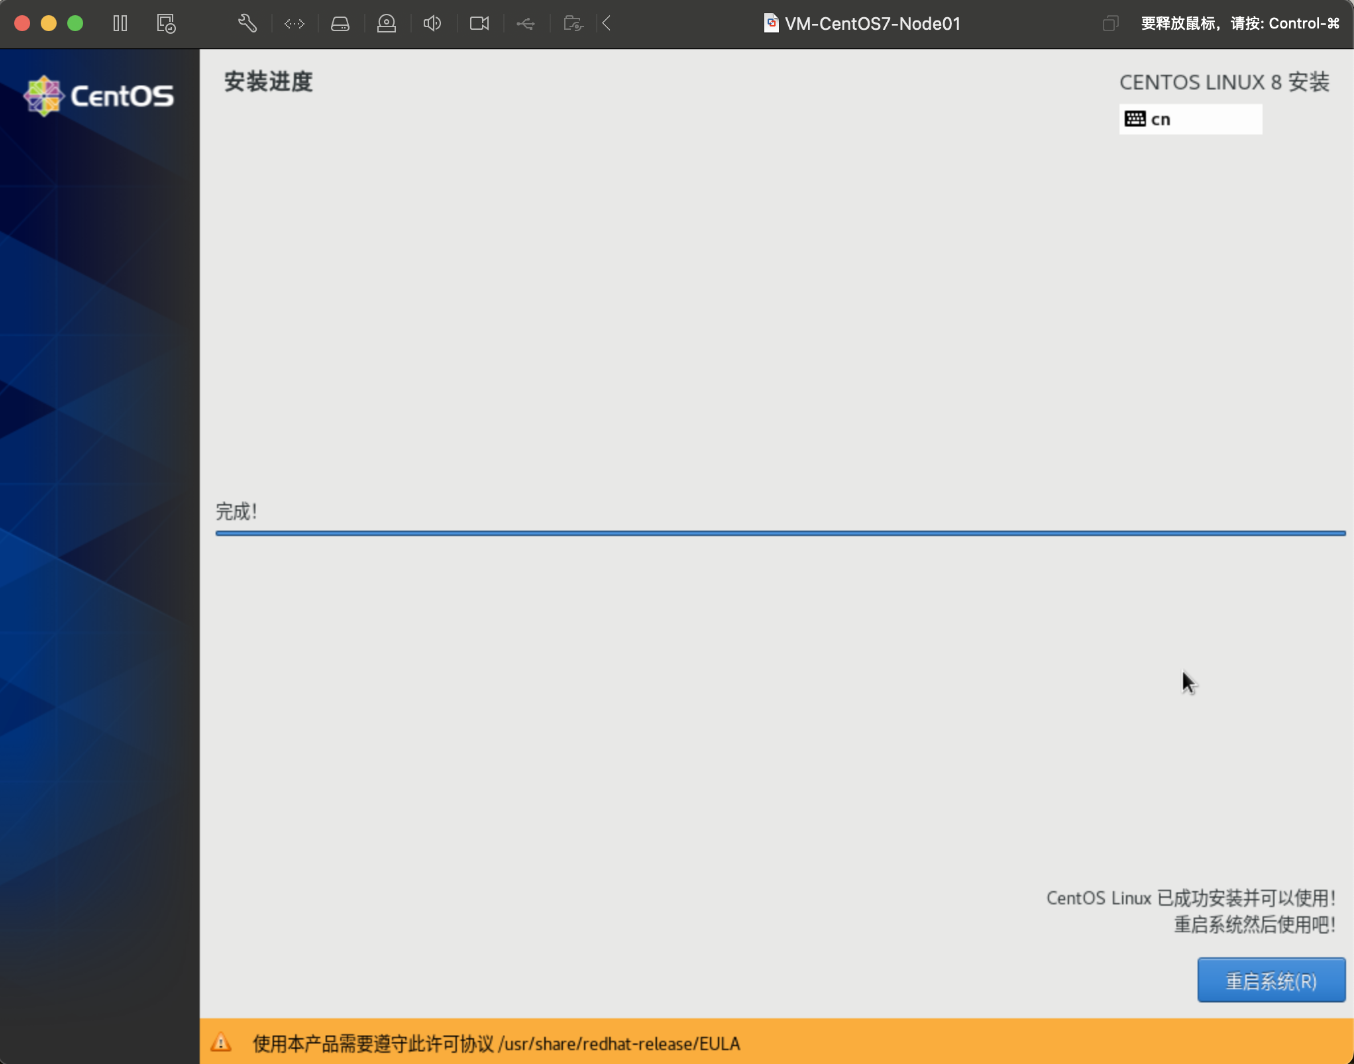 VM-CentOS7-Node01
要释放鼠标，请按: Control-⌘
CentOS
安装进度
CENTOS LINUX 8 安装
cn
完成！
CentOS Linux 已成功安装并可以使用！
重启系统然后使用吧！
重启系统(R)
使用本产品需要遵守此许可协议 /usr/share/redhat-release/EULA